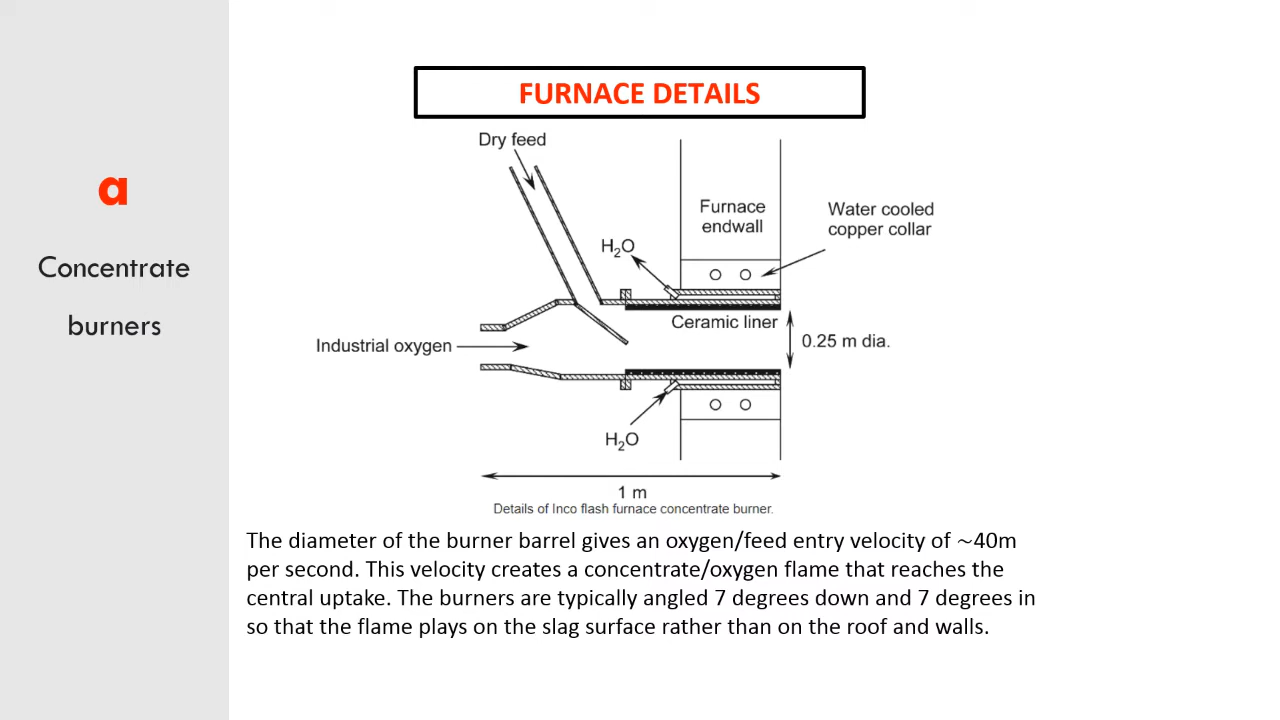 FURNACE DETAILS
a
Concentrate
burners
Dry feed
Furnace
endwall
Water cooled
copper collar
H₂O
Ceramic liner
Industrial oxygen
0.25 m dia.
H₂O
1 m
Details of Inco flash furnace concentrate burner.
The diameter of the burner barrel gives an oxygen/feed entry velocity of ~40m
per second. This velocity creates a concentrate/oxygen flame that reaches the
central uptake. The burners are typically angled 7 degrees down and 7 degrees in
so that the flame plays on the slag surface rather than on the roof and walls.